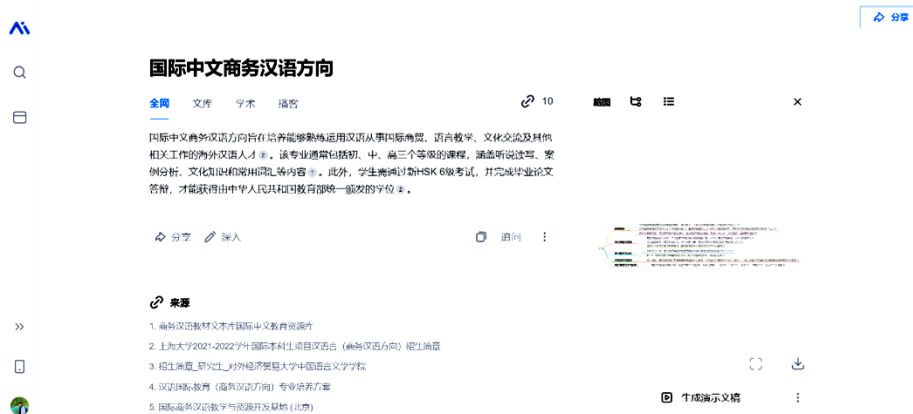 分享
国际中文商务汉语方向
全网 文库 学术 播客 10
脑图
国际中文商务汉语方向旨在培养能够熟练运用汉语从事国际商贸、语言教学、文化交流及其他
相关工作的海外汉语人才 2 。该专业通常包括初、中、高三个等级的课程，涵盖听说读写、案
例分析、文化知识和常用词汇等内容 1 。此外，学生需通过新HSK 6级考试，并完成毕业论文
答辩，才能获得由中华人民共和国教育部统一颁发的学位 2 。
分享 深入 追问
来源
1. 商务汉语教材文本库国际中文教育资源库
2. 上海大学2021-2022学年国际本科生项目汉语言（商务汉语方向）招生简章
3. 招生简章_研究生_对外经济贸易大学中国语言文学学院
4. 汉语国际教育（商务汉语方向）专业培养方案
5. 国际商务汉语教学与资源开发基地 (北京)
生成演示文稿